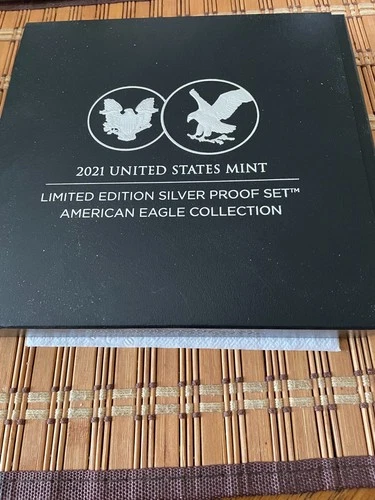 2021 UNITED STATES MINT
LIMITED EDITION SILVER PROOF SET™
AMERICAN EAGLE COLLECTION